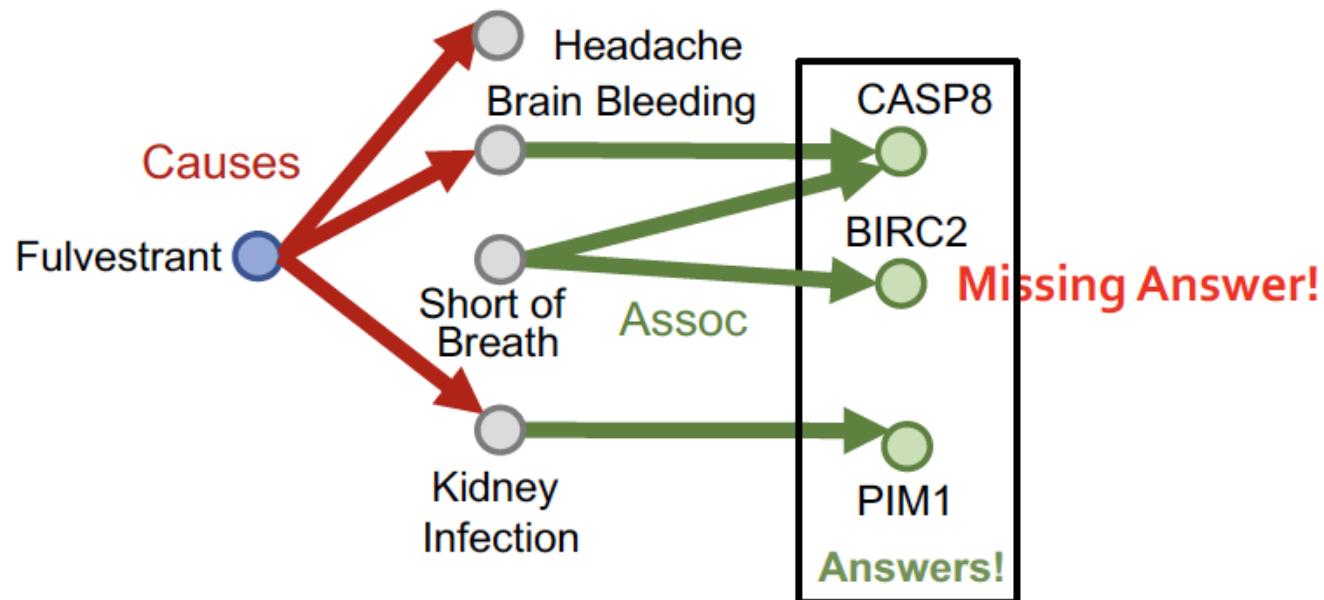 Headache
Brain Bleeding
CASP8
Causes
Fulvestrant
BIRC2
Missing Answer!
Short of
Breath
Assoc
Kidney
Infection
PIM1
Answers!